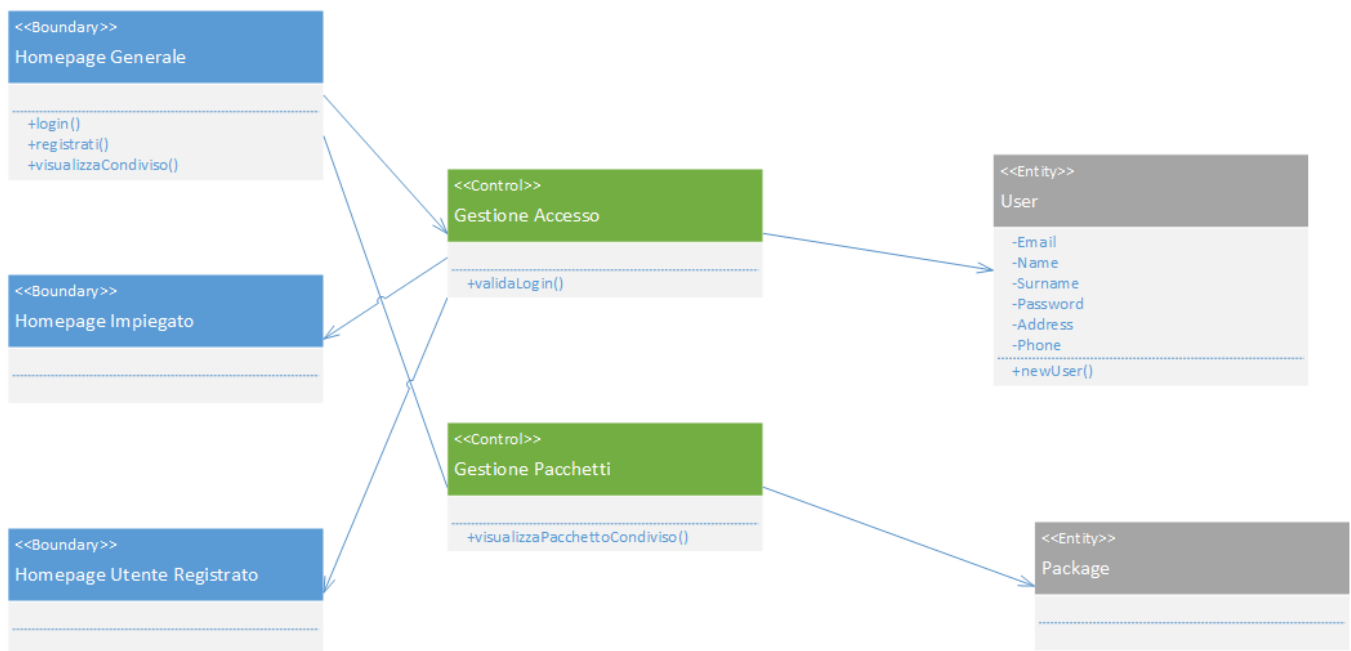 <<Boundary>>
Homepage Generale
+login()
+registrati()
+visualizzaCondiviso()
<<Control>>
Gestione Accesso
+validaLogin()
<<Entity>>
User
-Email
-Name
-Surname
-Password
-Address
-Phone
+newUser()
<<Boundary>>
Homepage Impiegato
<<Control>>
Gestione Pacchetti
+visualizzaPacchettoCondiviso()
<<Boundary>>
Homepage Utente Registrato
<<Entity>>
Package